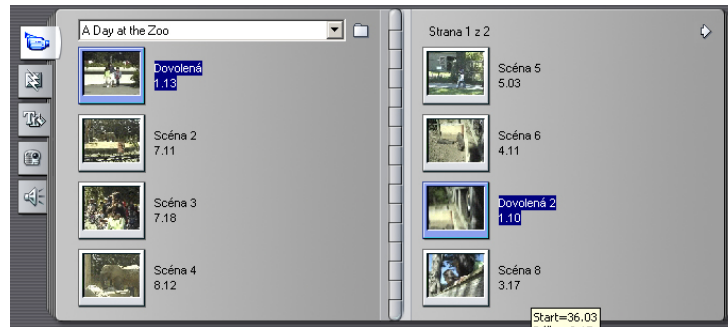 A Day at the Zoo
Dovolená
1.13
Scéna 2
7.11
Scéna 3
7.18
Scéna 4
8.12
Strana 1 z 2
Scéna 5
5.03
Scéna 6
4.11
Dovolená 2
1.10
Scéna 8
3.17
Start=36.03